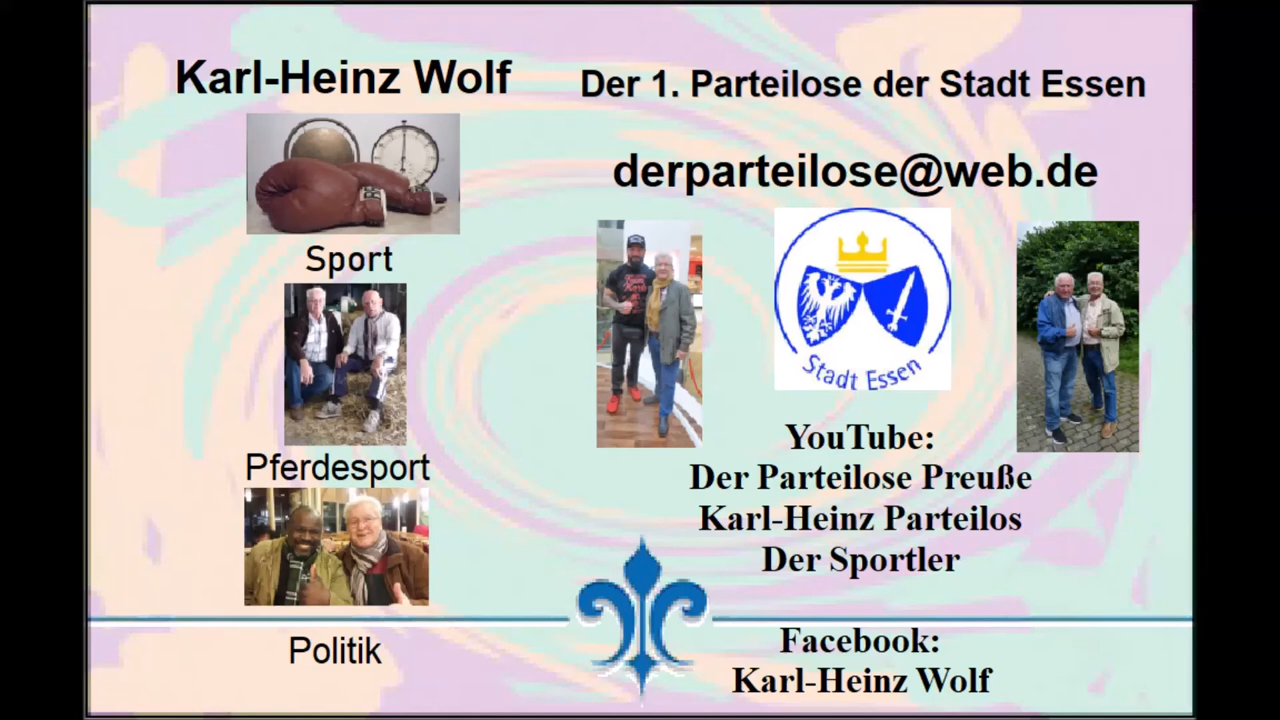 Karl-Heinz Wolf
Der 1. Parteilose der Stadt Essen
derparteilose@web.de
Sport
Pferdesport
Politik
Stadt Essen
YouTube:
Der Parteilose Preuße
Karl-Heinz Parteilos
Der Sportler
Facebook:
Karl-Heinz Wolf